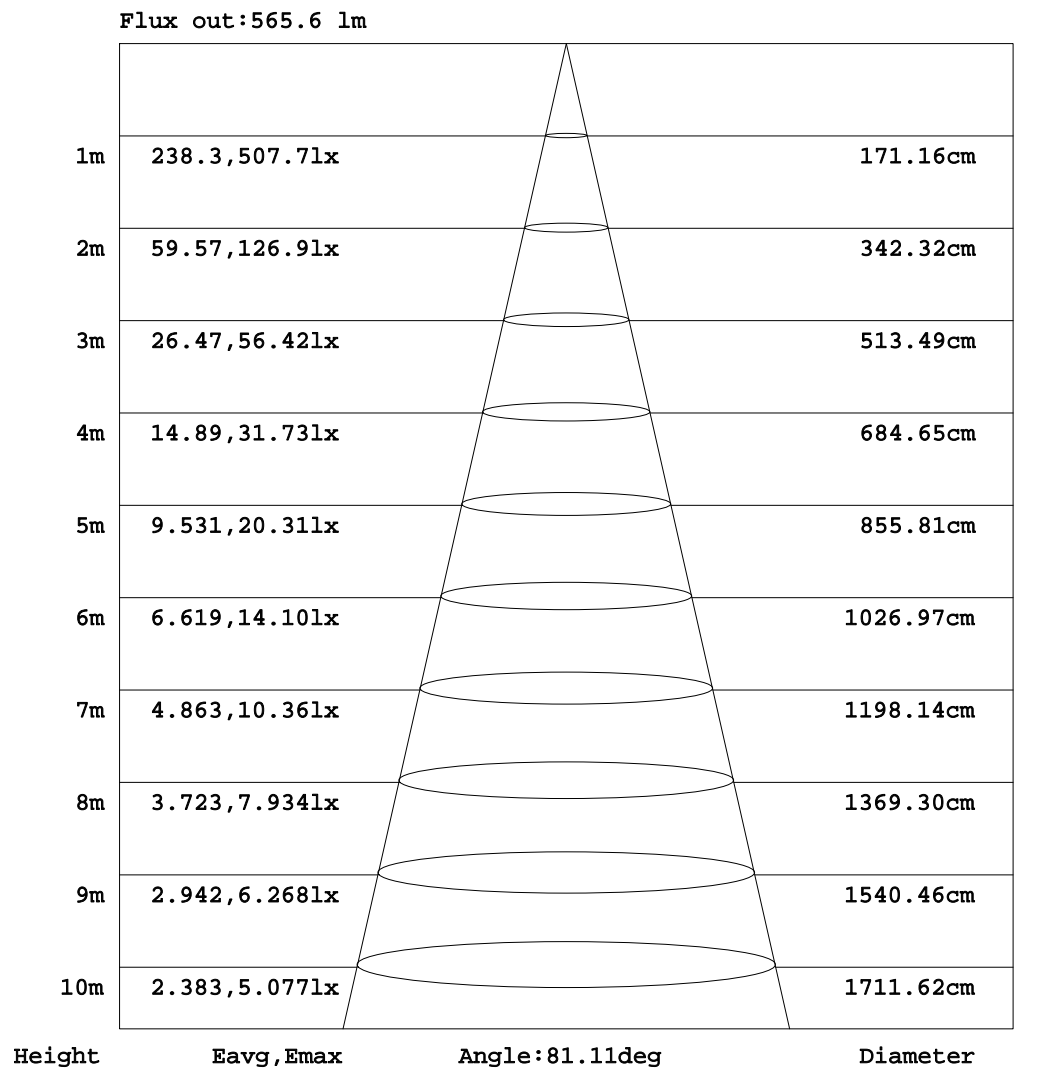 Flux out:565.6 lm
1m 238.3,507.7lx 171.16cm
2m 59.57,126.9lx 342.32cm
3m 26.47,56.42lx 513.49cm
4m 14.89,31.73lx 684.65cm
5m 9.531,20.31lx 855.81cm
6m 6.619,14.10lx 1026.97cm
7m 4.863,10.36lx 1198.14cm
8m 3.723,7.934lx 1369.30cm
9m 2.942,6.268lx 1540.46cm
10m 2.383,5.077lx 1711.62cm
Height Eavg,Emax Angle:81.11deg Diameter